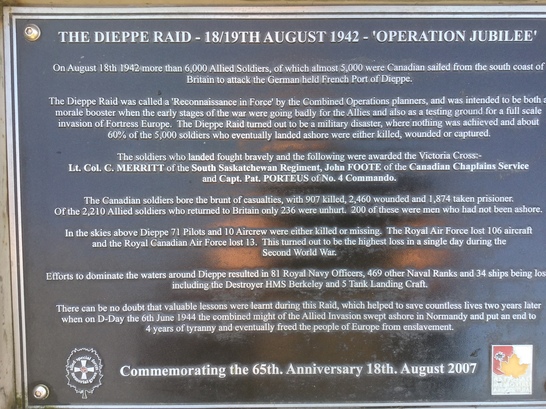 THE DIEPPE RAID - 18/19TH AUGUST 1942 - 'OPERATION JUBILEE'
On August 18th 1942 more than 6,000 Allied Soldiers, of which almost 5,000 were Canadian sailed from the south coast of
Britain to attack the German held French Port of Dieppe.
The Dieppe Raid was called a 'Reconnaissance in Force' by the Combined Operations planners, and was intended to be both a
morale booster when the early stages of the war were going badly for the Allies and also as a testing ground for a full scale
invasion of Fortress Europe. The Dieppe Raid turned out to be a military disaster, where nothing was achieved and about
60% of the 5,000 soldiers who eventually landed ashore were either killed, wounded or captured.
The soldiers who landed fought bravely and the following were awarded the Victoria Cross:-
Lt. Col. C. MERRITT of the South Saskatchewan Regiment, John FOOTE of the Canadian Chaplains Service
and Capt. Pat. PORTEUS of No. 4 Commando.
The Canadian soldiers bore the brunt of casualties, with 907 killed, 2,460 wounded and 1,874 taken prisoner.
Of the 2,210 Allied soldiers who returned to Britain only 236 were unhurt. 200 of these were men who had not been ashore.
In the skies above Dieppe 71 Pilots and 10 Aircrew were either killed or missing. The Royal Air Force lost 106 aircraft
and the Royal Canadian Air Force lost 13. This turned out to be the highest loss in a single day during the
Second World War.
Efforts to dominate the waters around Dieppe resulted in 81 Royal Navy Officers, 469 other Naval Ranks and 34 ships being los
including the Destroyer HMS Berkeley and 5 Tank Landing Craft.
There can be no doubt that valuable lessons were learnt during this Raid, which helped to save countless lives two years later
when on D-Day the 6th June 1944 the combined might of the Allied Invasion swept ashore in Normandy and put an end to
4 years of tyranny and eventually freed the people of Europe from enslavement.
Commemorating the 65th. Anniversary 18th. August 2007